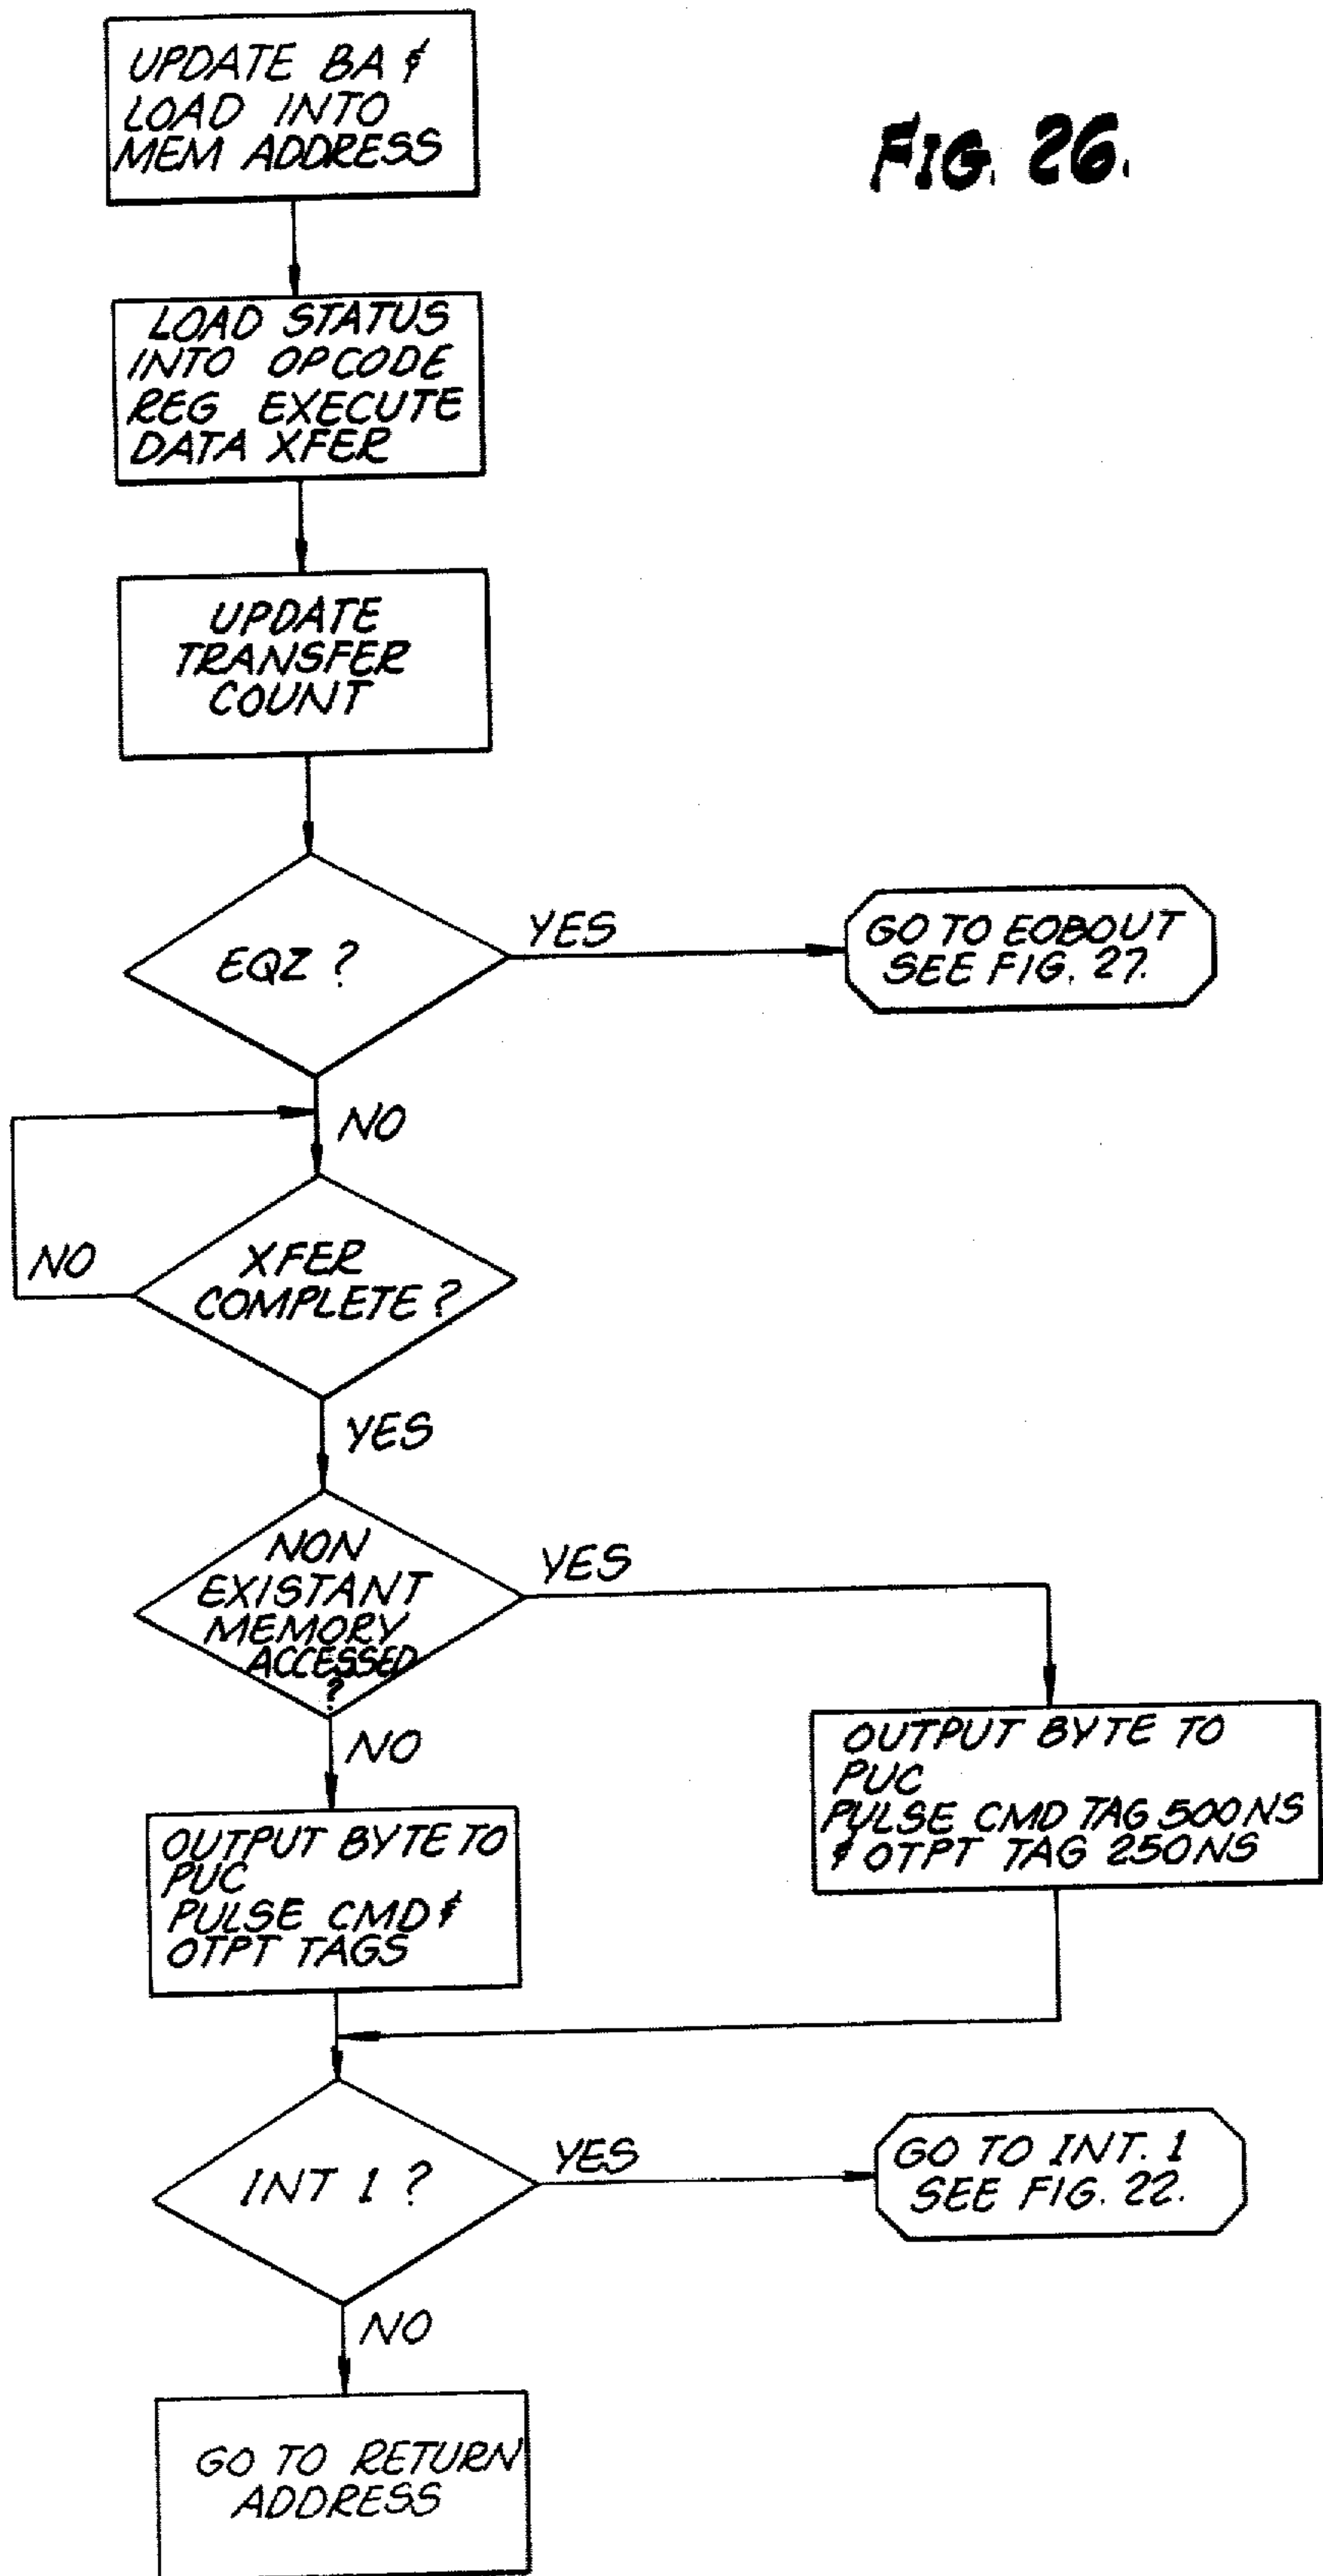 UPDATE BA &
LOAD INTO
MEM ADDRESS
FIG. 26.
LOAD STATUS
INTO OPCODE
REG EXECUTE
DATA XFER
UPDATE
TRANSFER
COUNT
EQZ ?
YES
GO TO EOBOUT
SEE FIG. 27.
NO
XFER
COMPLETE ?
NO
YES
NON
EXISTANT
MEMORY
ACCESSED
?
YES
NO
OUTPUT BYTE TO
PUC
PULSE CMD TAG 500NS
& OTPT TAG 250NS
OUTPUT BYTE TO
PUC
PULSE CMD &
OTPT TAGS
INT 1 ?
YES
GO TO INT. 1
SEE FIG. 22.
NO
GO TO RETURN
ADDRESS